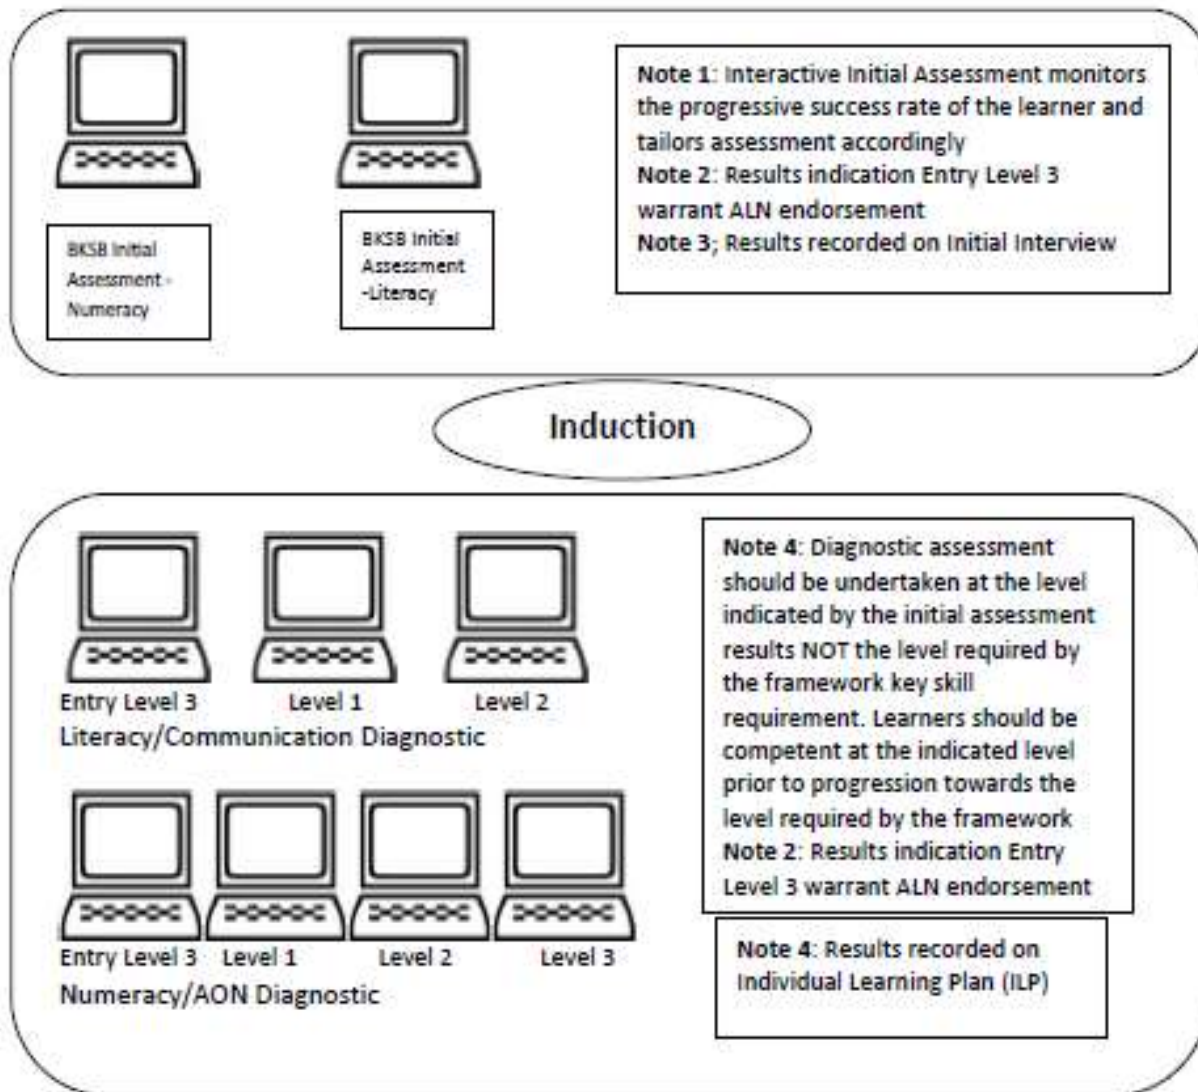 BKSB Initial
Assessment -
Numeracy
BKSB Initial
Assessment
-Literacy
Note 1: Interactive Initial Assessment monitors
the progressive success rate of the learner and
tailors assessment accordingly
Note 2: Results indication Entry Level 3
warrant ALN endorsement
Note 3; Results recorded on Initial Interview
Induction
Entry Level 3 Level 1 Level 2
Literacy/Communication Diagnostic
Entry Level 3 Level 1 Level 2 Level 3
Numeracy/AON Diagnostic
Note 4: Diagnostic assessment
should be undertaken at the level
indicated by the initial assessment
results NOT the level required by
the framework key skill
requirement. Learners should be
competent at the indicated level
prior to progression towards the
level required by the framework
Note 2: Results indication Entry
Level 3 warrant ALN endorsement
Note 4: Results recorded on
Individual Learning Plan (ILP)